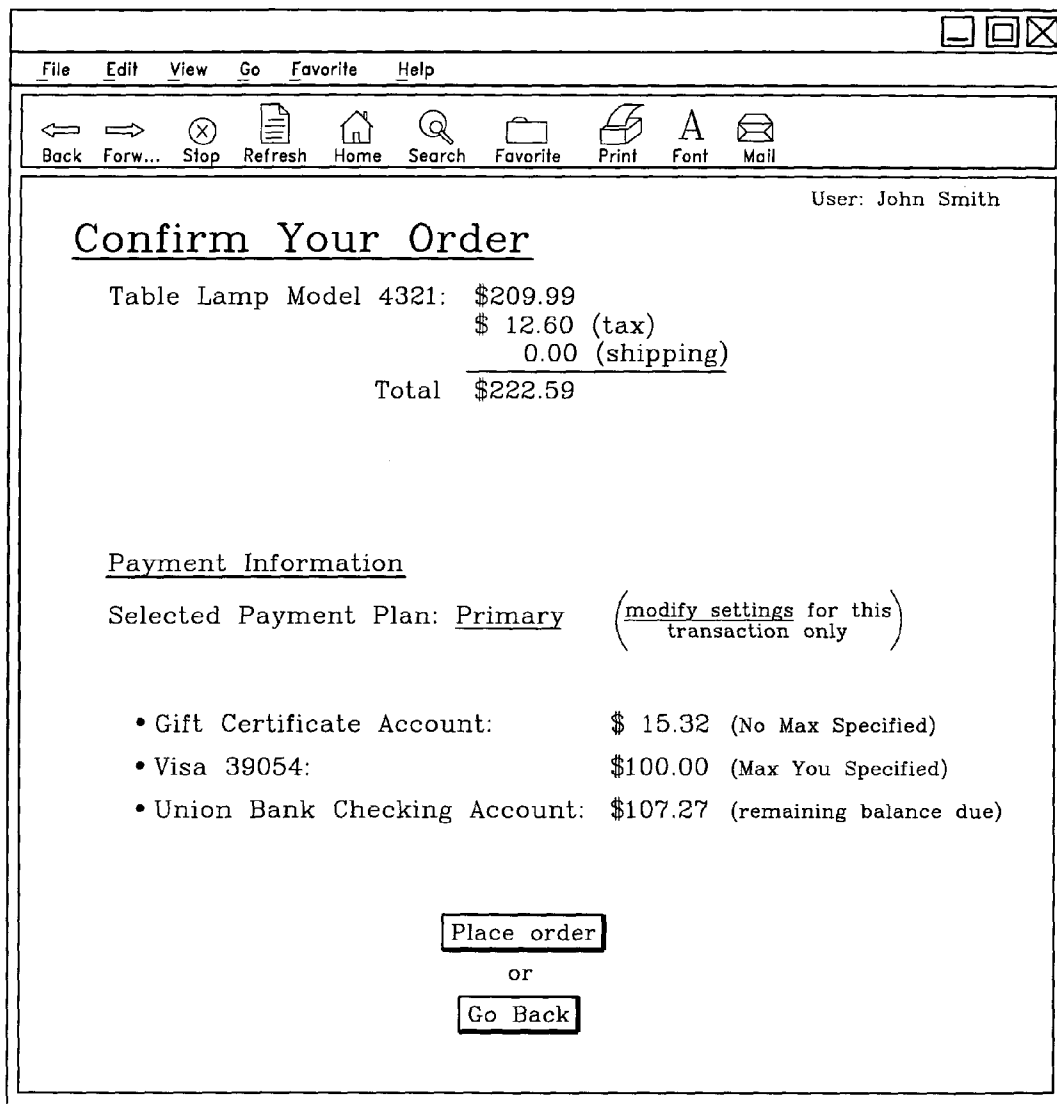 File Edit View Go Favorite Help
Back Forw... Stop Refresh Home Search Favorite Print Font Mail
User: John Smith
Confirm Your Order
Table Lamp Model 4321: $209.99
$ 12.60 (tax)
0.00 (shipping)
Total $222.59
Payment Information
Selected Payment Plan: Primary (modify settings for this
transaction only)
• Gift Certificate Account: $ 15.32 (No Max Specified)
• Visa 39054: $100.00 (Max You Specified)
• Union Bank Checking Account: $107.27 (remaining balance due)
Place order
or
Go Back